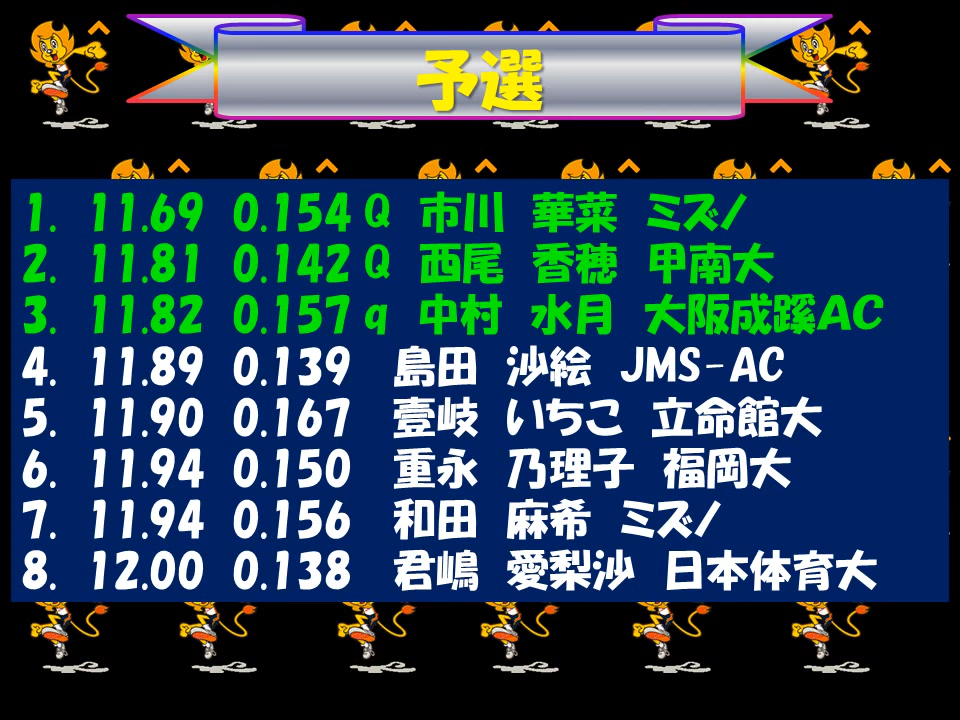 予選
1. 11.69 0.154 Q 市川 華菜 ミズノ
2. 11.81 0.142 Q 西尾 香穂 甲南大
3. 11.82 0.157 q 中村 水月 大阪成蹊AC
4. 11.89 0.139 島田 沙絵 JMS-AC
5. 11.90 0.167 壹岐 いちこ 立命館大
6. 11.94 0.150 重永 乃理子 福岡大
7. 11.94 0.156 和田 麻希 ミズノ
8. 12.00 0.138 君嶋 愛梨沙 日本体育大